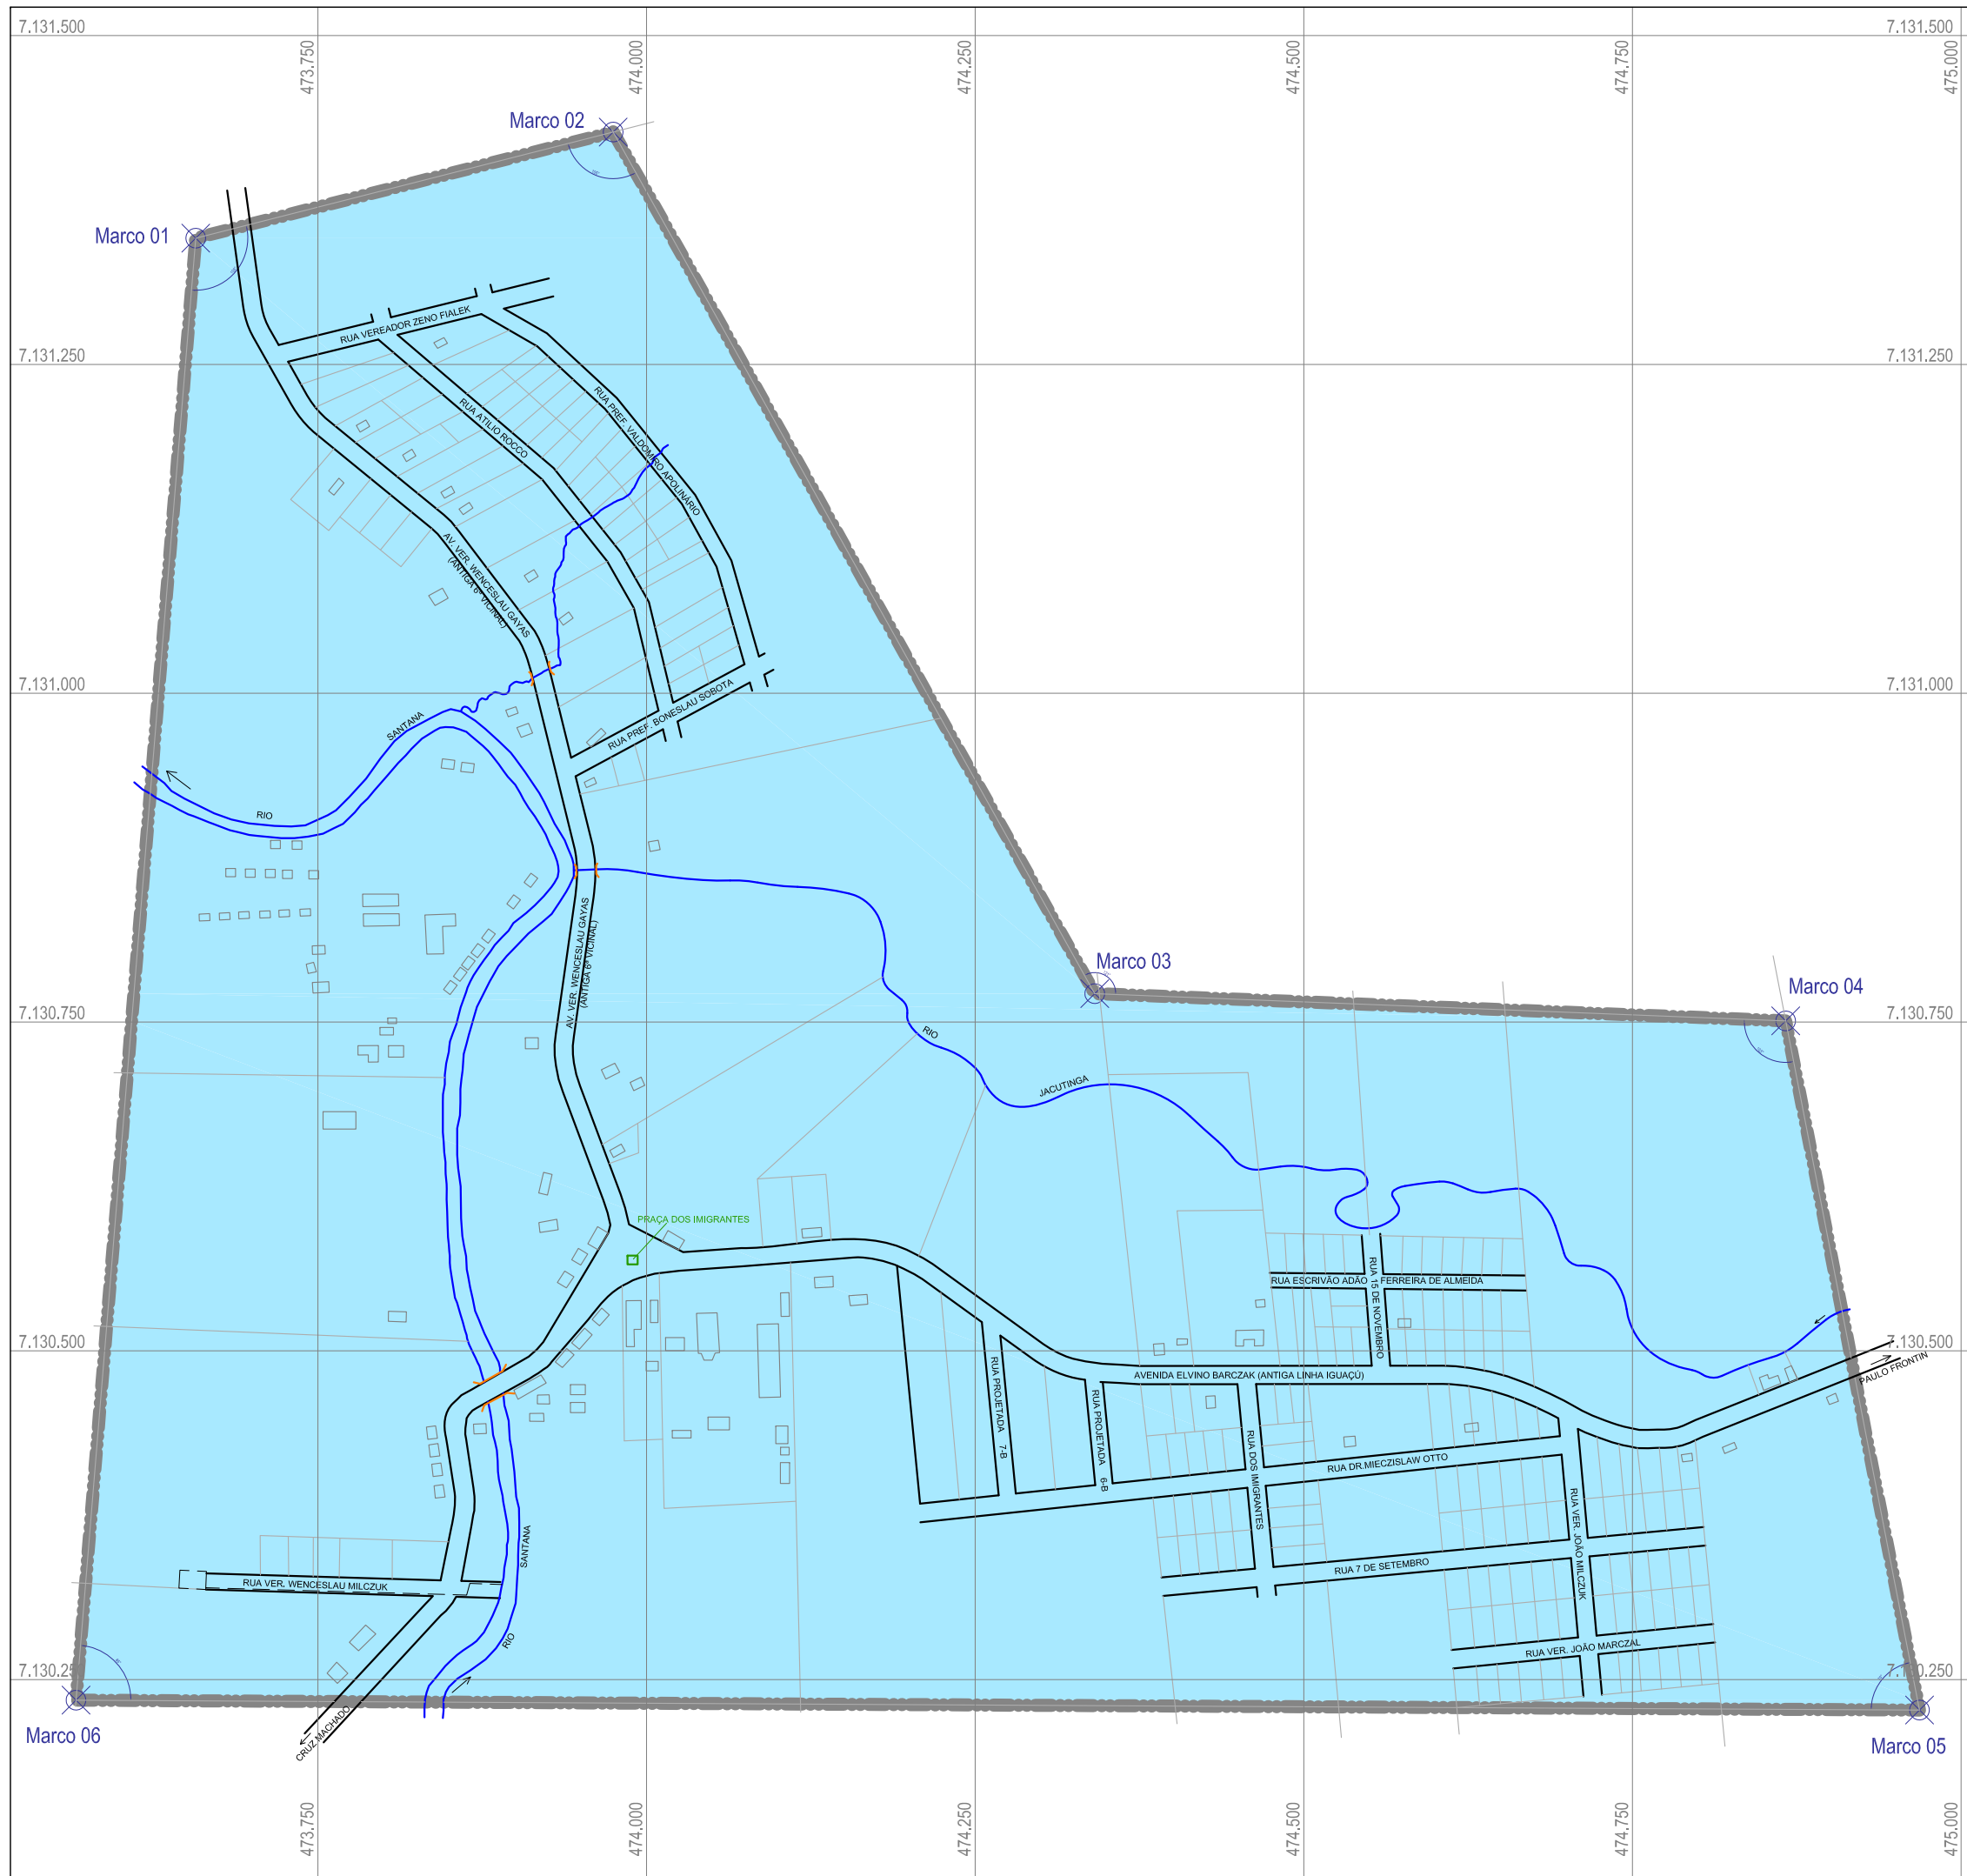 7.131.500
7.131.500
473.750
474.000
474.250
474.500
474.750
475.000
Marco 02
Marco 01
RUA VEREADOR ZENO FIALEK
7.131.250
7.131.250
RUA PREF. VALDOMIRO APOLINÁRIO
RUA ATILIO ROCCO
AV. VER. WENCESLAU GAYAS
(ANTIGA 6ª VICINAL)
7.131.000
7.131.000
RUA PREF. BONESLAU SOBOTA
SANTANA
RIO
AV. VER. WENCESLAU GAYAS
(ANTIGA 6ª VICINAL)
Marco 03
Marco 04
7.130.750
7.130.750
RIO
JACUTINGA
PRAÇA DOS IMIGRANTES
RUA ESCRIVÃO ADÃO FERREIRA DE ALMEIDA
RUA 15 DE NOVEMBRO
7.130.500
7.130.500
PAULO FRONTIN
AVENIDA ELVINO BARCZAK (ANTIGA LINHA IGUAÇÚ)
RUA PROJETADA 7-B
RUA PROJETADA 6-B
RUA DOS IMIGRANTES
RUA DR.MIECZISLAW OTTO
RUA VER. JOÃO MILCZUK
SANTANA
RUA 7 DE SETEMBRO
RUA VER. WENCESLAU MILCZUK
RIO
RUA VER. JOÃO MARCZAL
7.130.25
7.130.250
CRUZ MACHADO
Marco 06
Marco 05
473.750
474.000
474.250
474.500
474.750
475.000